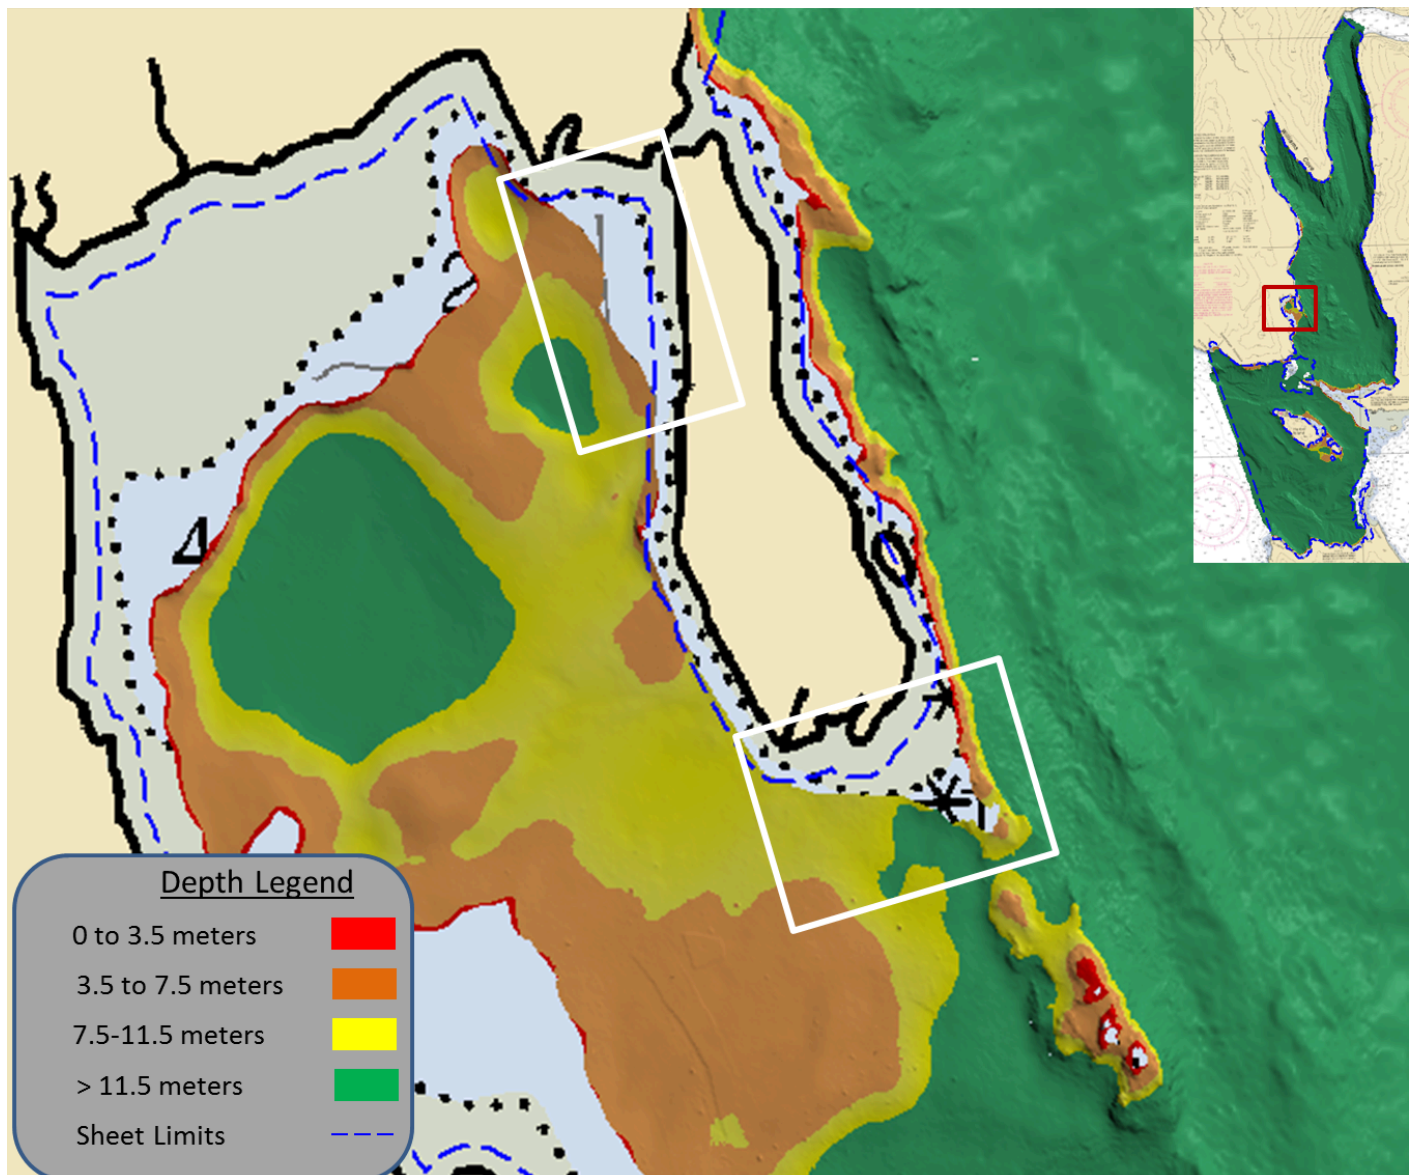 4
Depth Legend
0 to 3.5 meters
3.5 to 7.5 meters
7.5-11.5 meters
> 11.5 meters
Sheet Limits